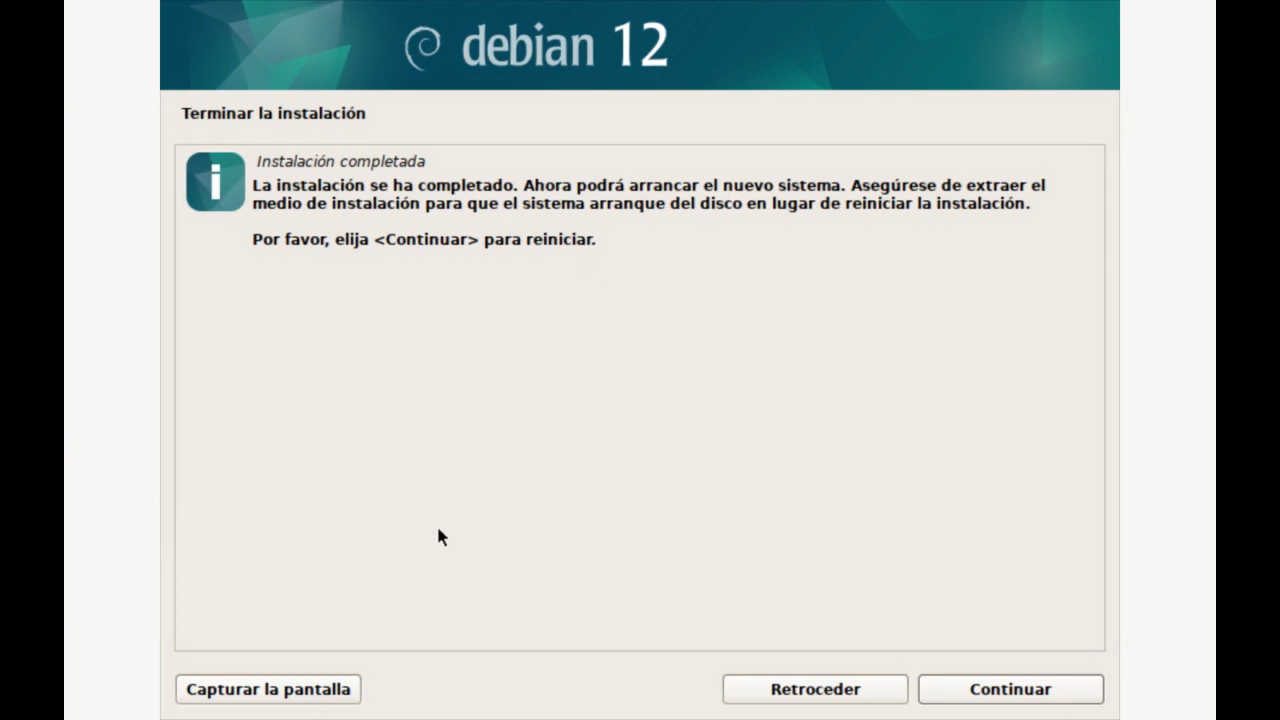 debian 12
Terminar la instalación
Instalación completada
La instalación se ha completado. Ahora podrá arrancar el nuevo sistema. Asegúrese de extraer el
medio de instalación para que el sistema arranque del disco en lugar de reiniciar la instalación.
Por favor, elija <Continuar> para reiniciar.
Capturar la pantalla
Retroceder
Continuar